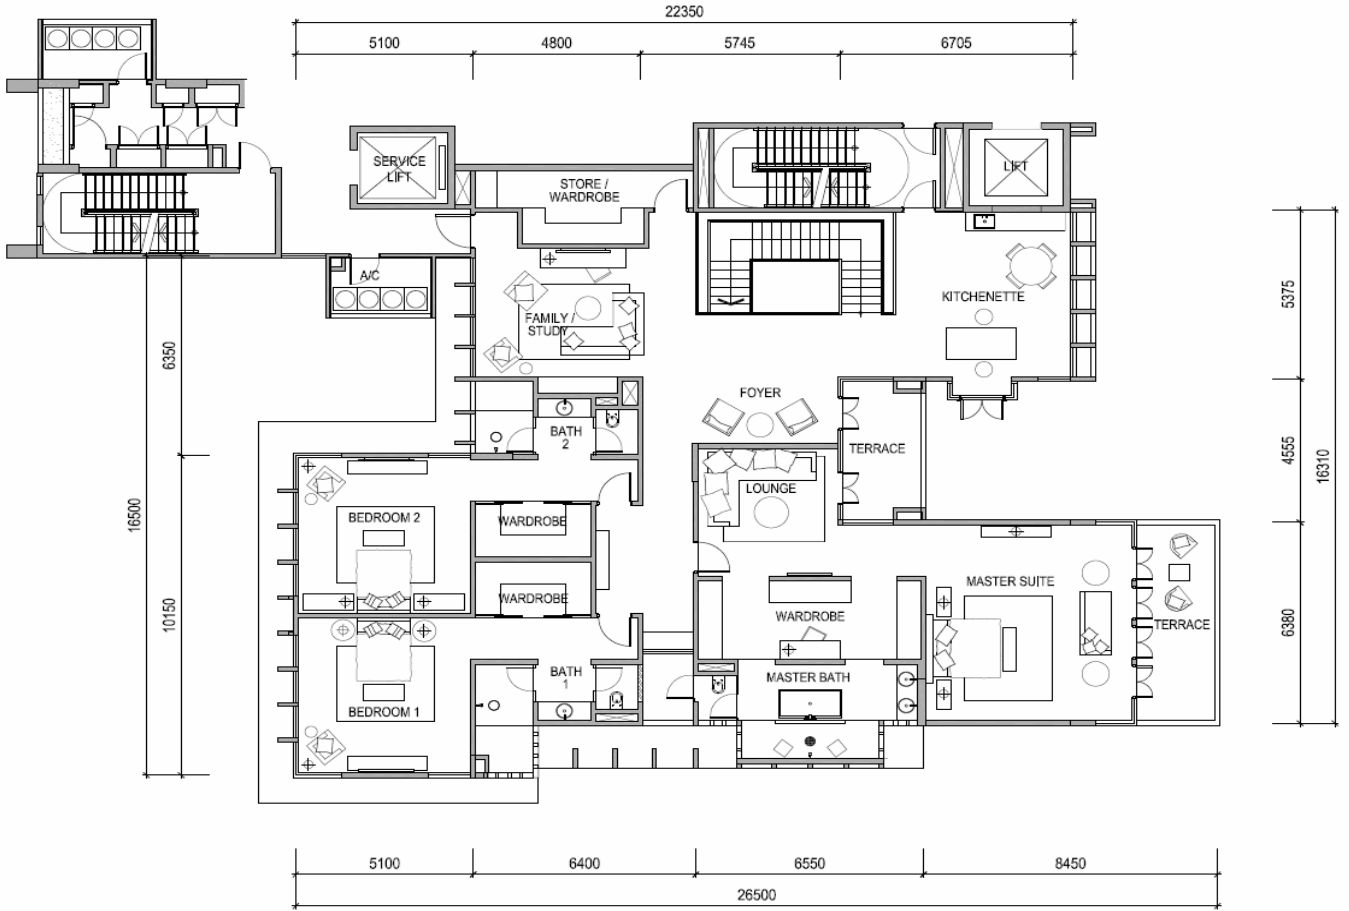 22350
5100
4800
5745
6705
SERVICE
LIFT
STORE /
WARDROBE
LIFT
A/C
KITCHENETTE
FAMILY /
STUDY
5375
6350
FOYER
BATH
2
TERRACE
4555
16310
LOUNGE
16500
BEDROOM 2
WARDROBE
MASTER SUITE
WARDROBE
10150
WARDROBE
TERRACE
6380
BATH
1
MASTER BATH
BEDROOM 1
5100
6400
6550
8450
26500